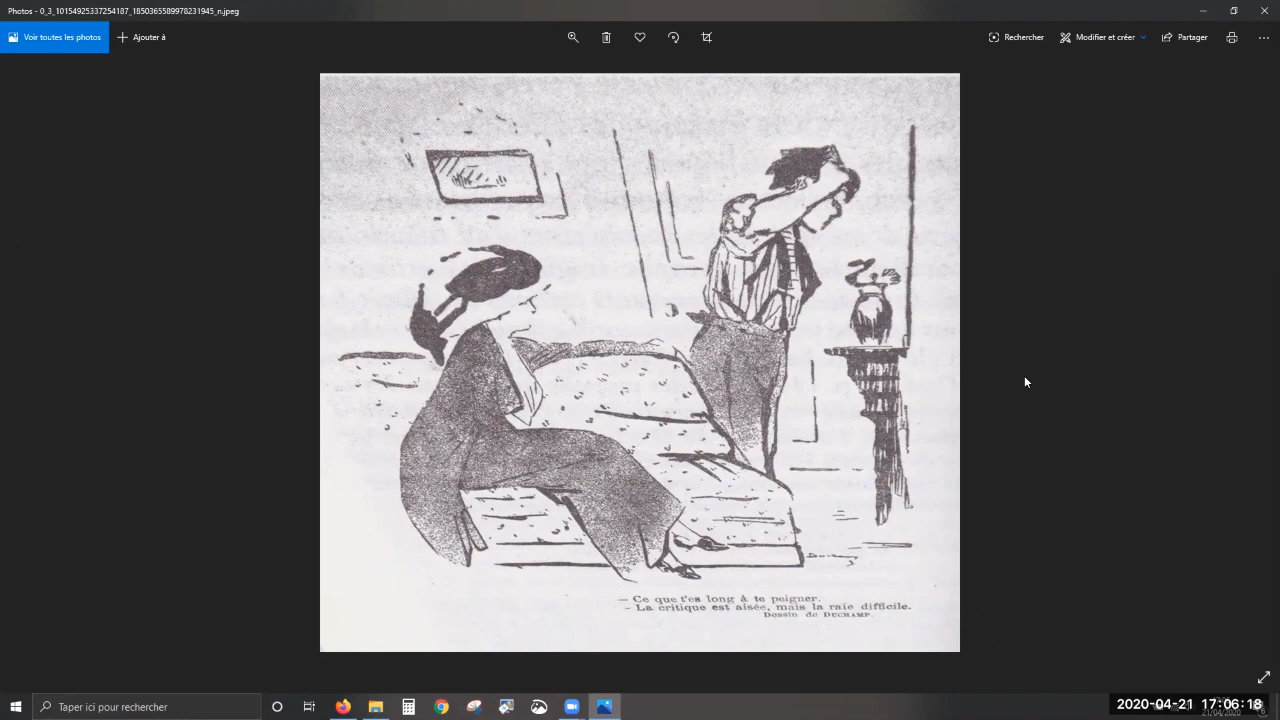 Photos - 0_3_10154925337254187_1850365589978231945_n.jpeg
Voir toutes les photos
Ajouter à
Rechercher
Modifier et créer
Partager
— Ce que t'es long à te peigner.
- La critique est aisée, mais la raie difficile.
Dessin de DUCHAMP.
Taper ici pour rechercher
2020-04-21 17:06:18